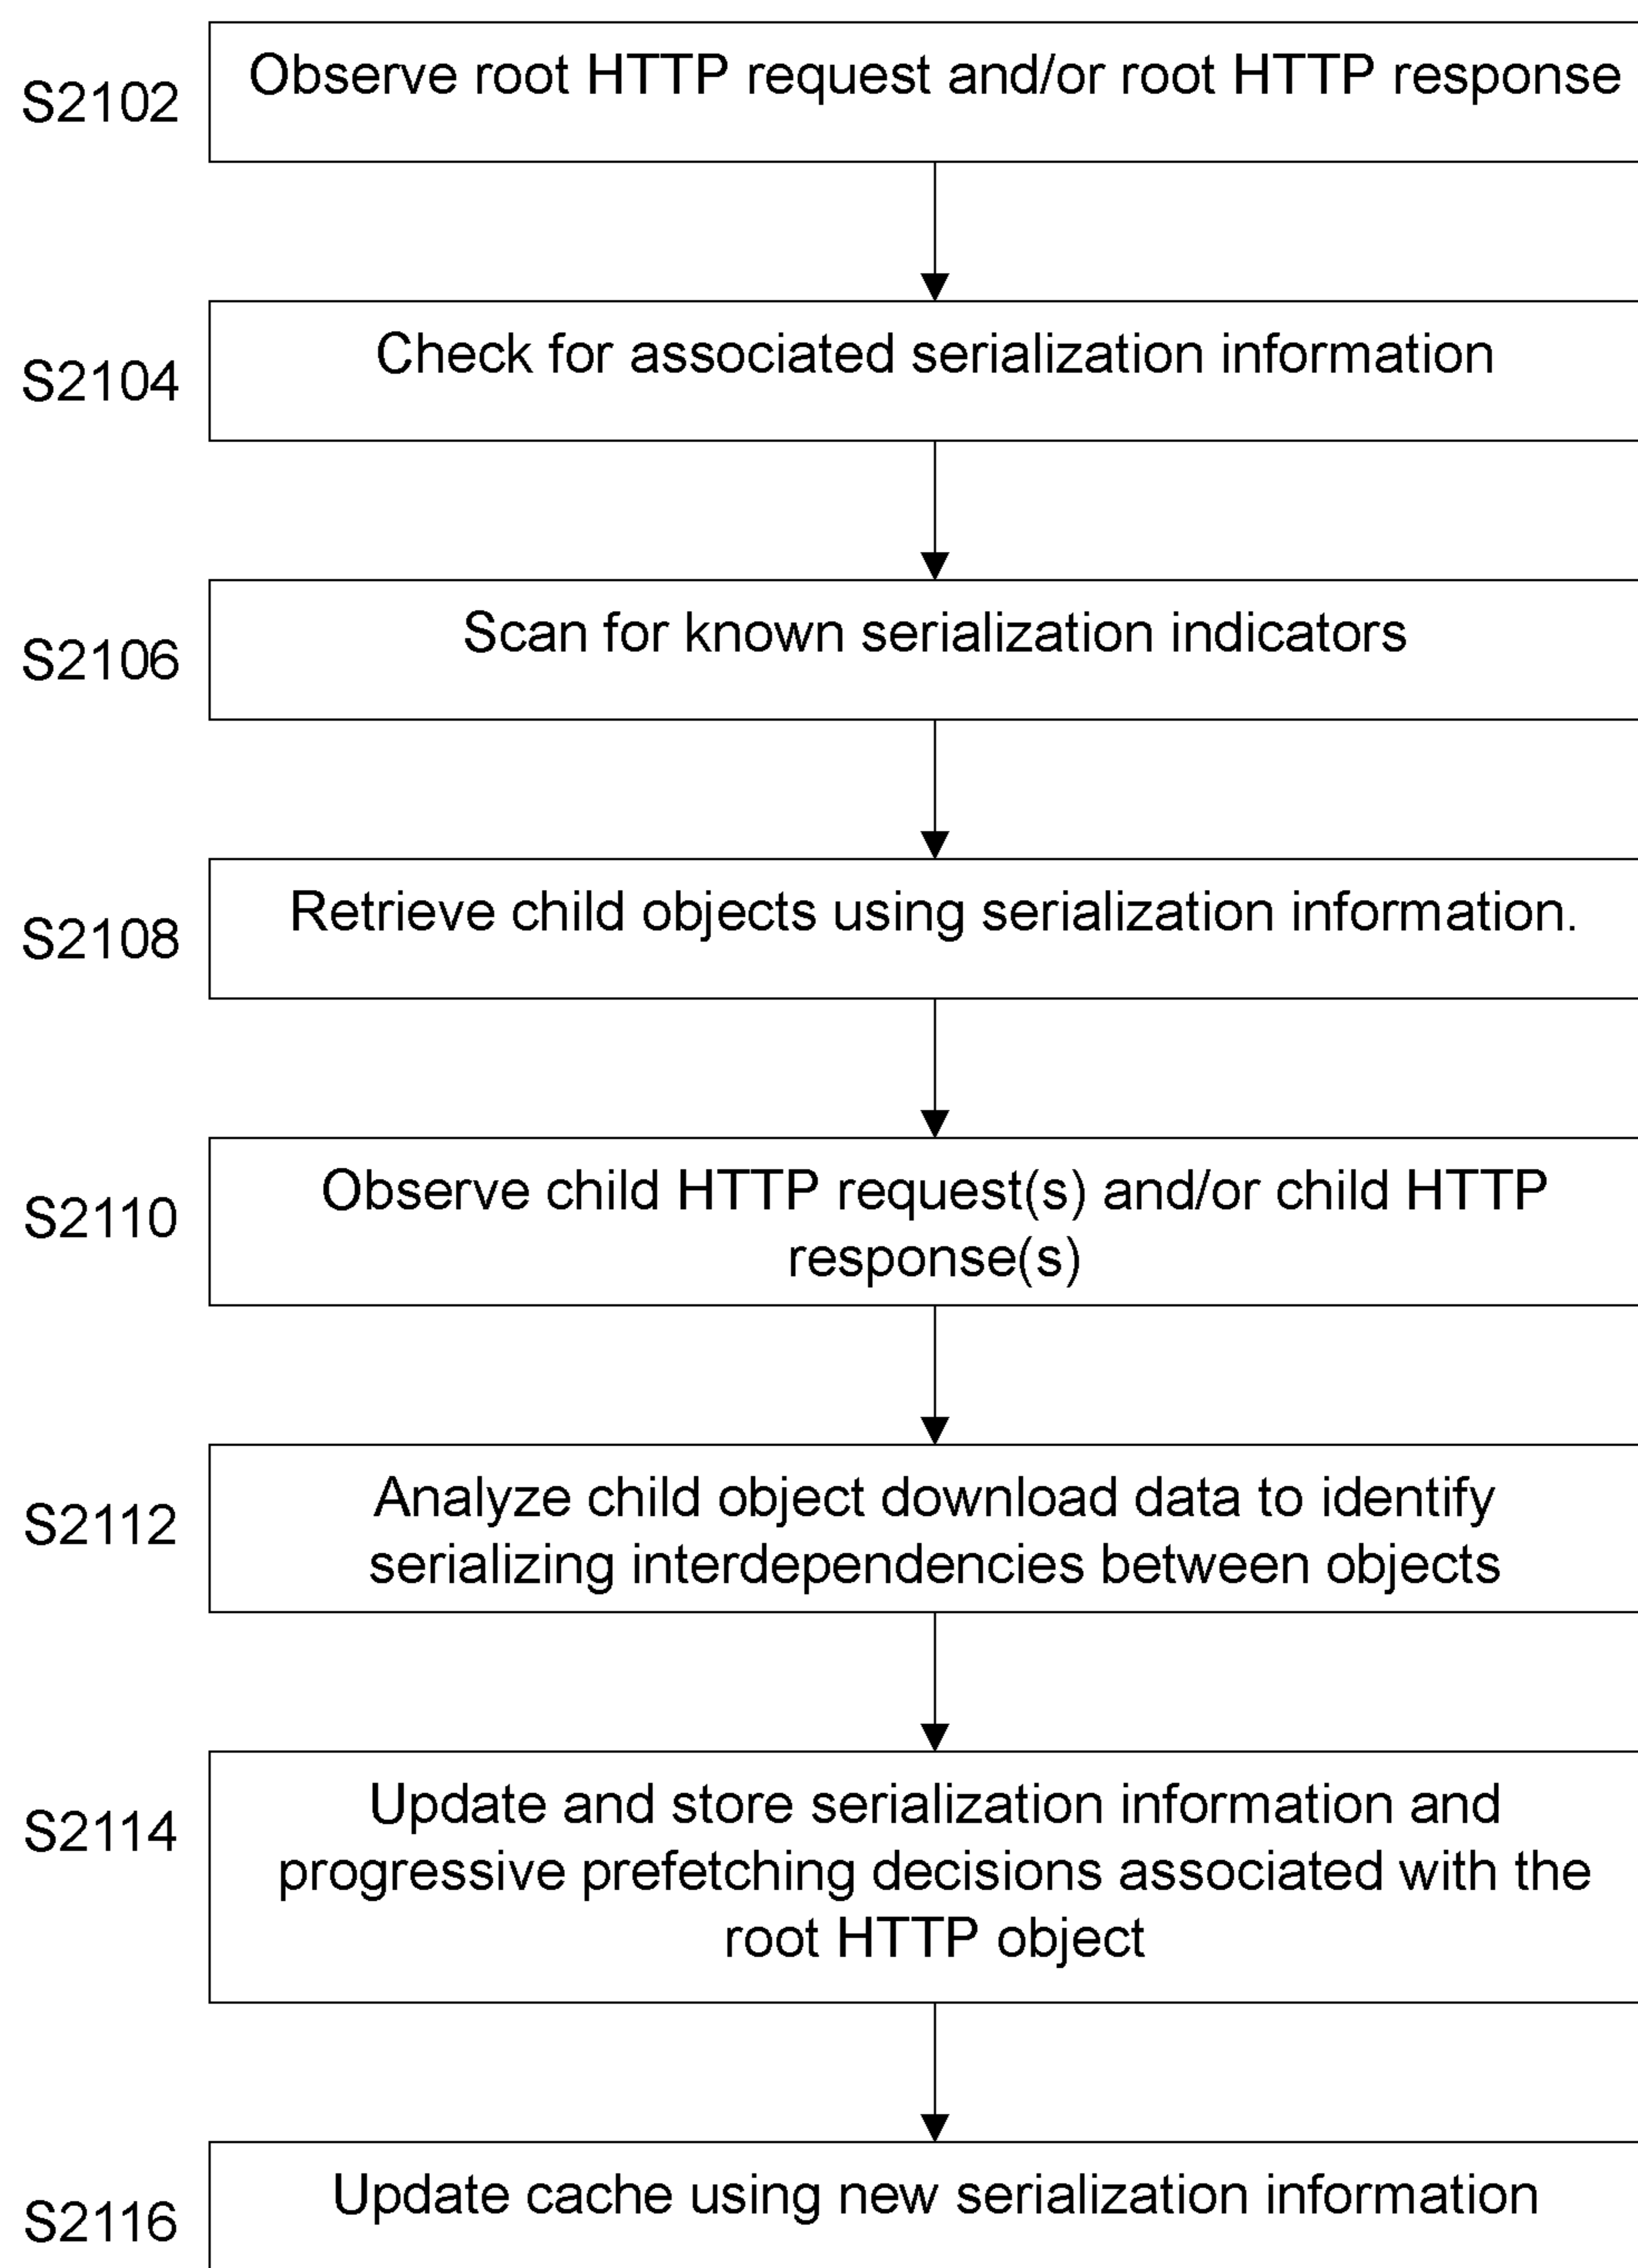 S2102
Observe root HTTP request and/or root HTTP response
S2104
Check for associated serialization information
S2106
Scan for known serialization indicators
S2108
Retrieve child objects using serialization information.
S2110
Observe child HTTP request(s) and/or child HTTP
response(s)
S2112
Analyze child object download data to identify
serializing interdependencies between objects
S2114
Update and store serialization information and
progressive prefetching decisions associated with the
root HTTP object
S2116
Update cache using new serialization information